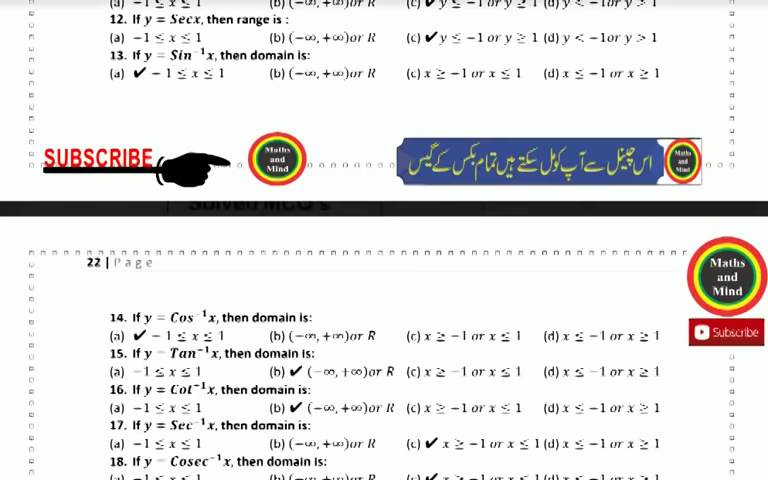 12. If y = Secx, then range is :
(a) −1 ≤ x ≤ 1 (b) (−∞, +∞)or R (c) ✔ y ≤ −1 or y ≥ 1 (d) y < −1or y > 1
13. If y = Sin⁻¹x, then domain is:
(a) ✔ − 1 ≤ x ≤ 1 (b) (−∞, +∞)or R (c) x ≥ −1 or x ≤ 1 (d) x ≤ −1 or x ≥ 1
SUBSCRIBE
Maths and Mind
اس چینل سے آپ کو مل سکتے ہیں تمام بکس کے گیس
Maths and Mind
Solved MCQ's
22 | Page
Maths
and
Mind
Subscribe
14. If y = Cos⁻¹x, then domain is:
(a) ✔ − 1 ≤ x ≤ 1 (b) (−∞, +∞)or R (c) x ≥ −1 or x ≤ 1 (d) x ≤ −1 or x ≥ 1
15. If y = Tan⁻¹x, then domain is:
(a) −1 ≤ x ≤ 1 (b) ✔ (−∞, +∞)or R (c) x ≥ −1 or x ≤ 1 (d) x ≤ −1 or x ≥ 1
16. If y = Cot⁻¹x, then domain is:
(a) −1 ≤ x ≤ 1 (b) ✔ (−∞, +∞)or R (c) x ≥ −1 or x ≤ 1 (d) x ≤ −1 or x ≥ 1
17. If y = Sec⁻¹x, then domain is:
(a) −1 ≤ x ≤ 1 (b) (−∞, +∞)or R (c) ✔ x ≥ −1 or x ≤ 1 (d) x ≤ −1 or x ≥ 1
18. If y = Cosec⁻¹x, then domain is: